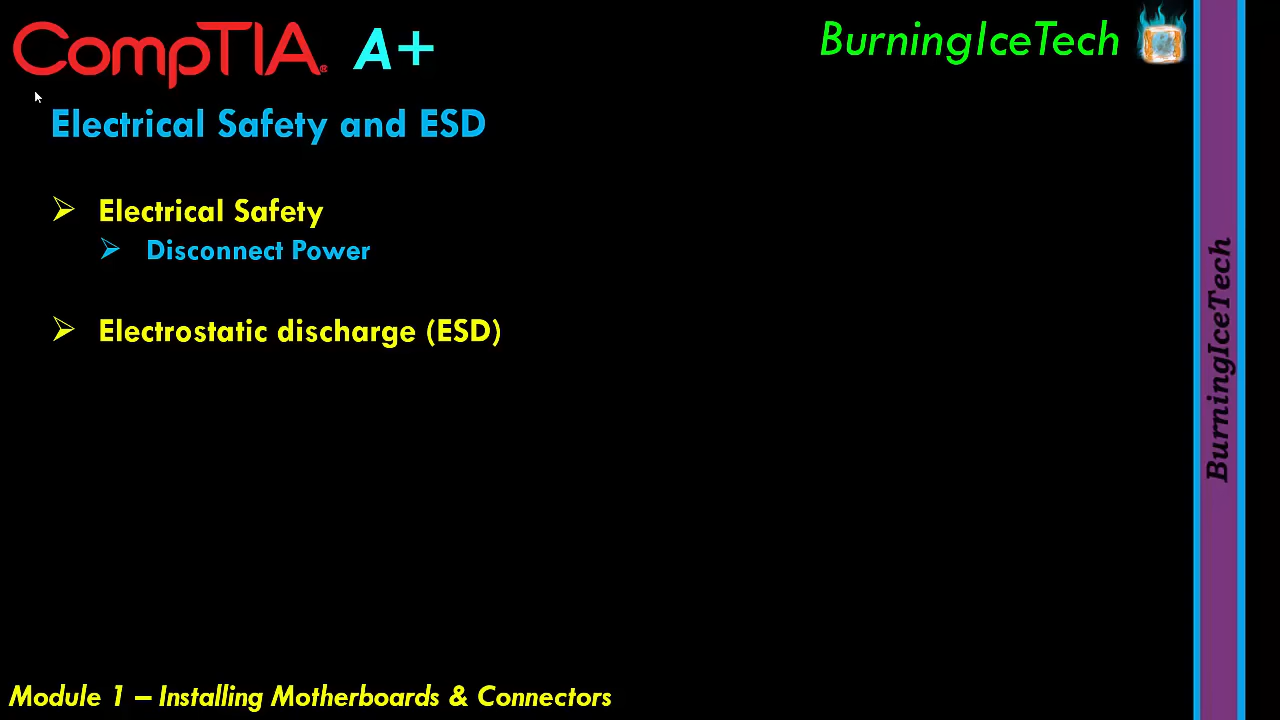 CompTIA® A+
BurningIceTech
Electrical Safety and ESD
Electrical Safety
Disconnect Power
Electrostatic discharge (ESD)
BurningIceTech
Module 1 – Installing Motherboards & Connectors